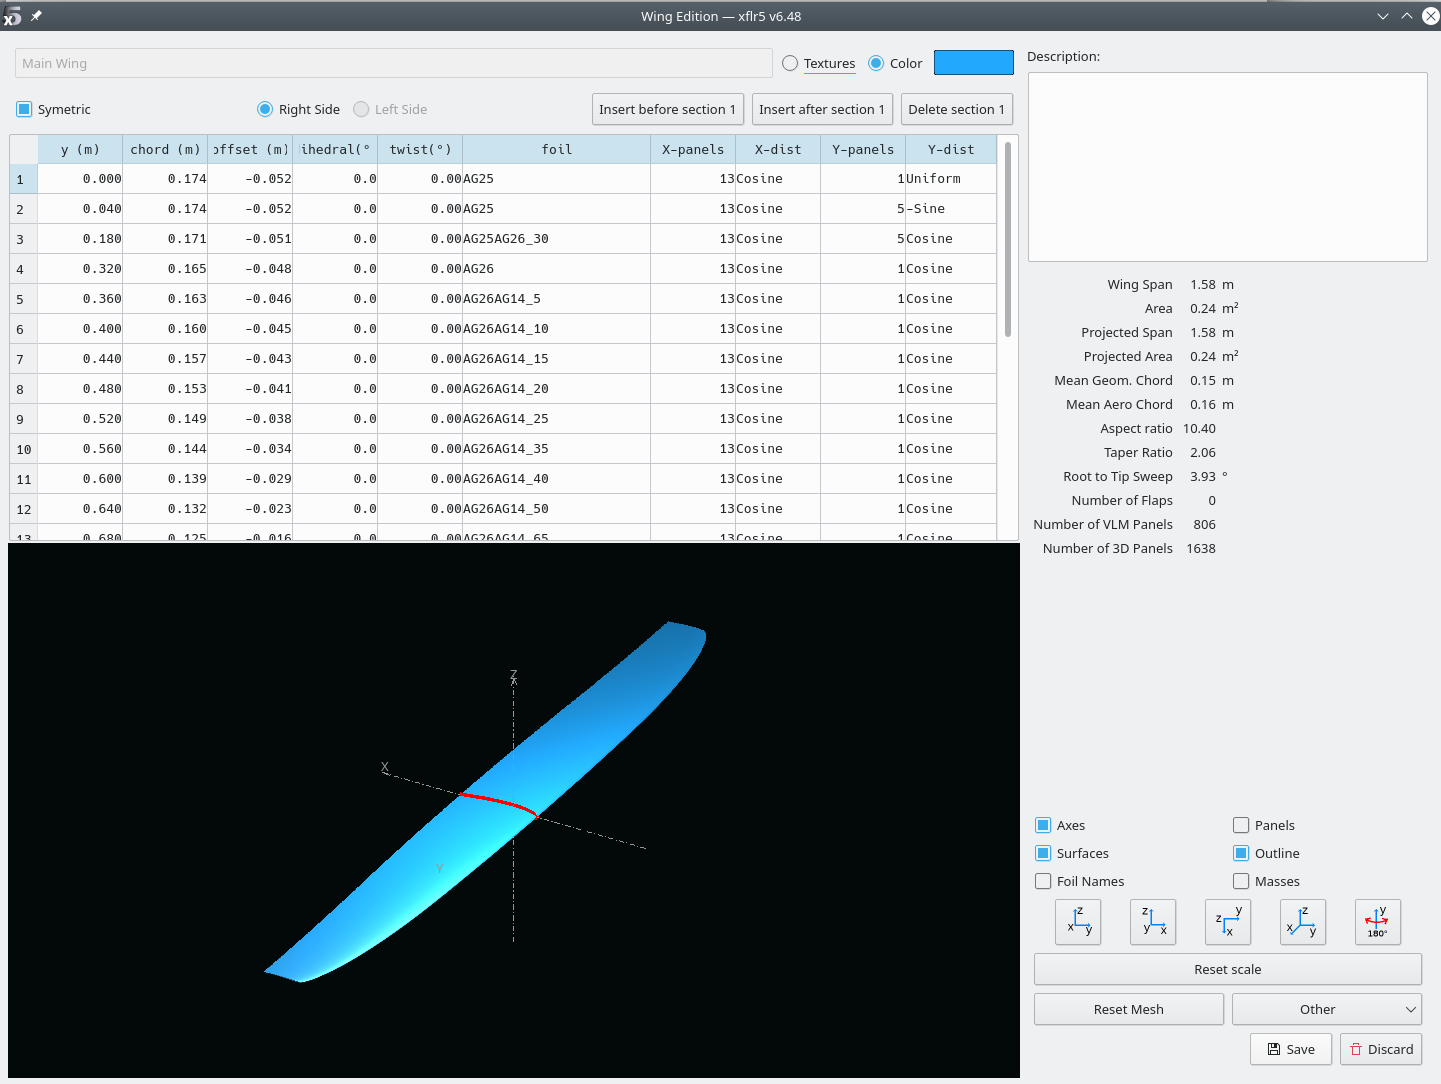 Wing Edition — xflr5 v6.48
Main Wing
Textures Color
Description:
Symetric Right Side Left Side Insert before section 1 Insert after section 1 Delete section 1
y (m) chord (m) offset (m) ihedral(° twist(°) foil X-panels X-dist Y-panels Y-dist
1 0.000 0.174 -0.052 0.0 0.00 AG25 13 Cosine 1 Uniform
2 0.040 0.174 -0.052 0.0 0.00 AG25 13 Cosine 5 -Sine
3 0.180 0.171 -0.051 0.0 0.00 AG25AG26_30 13 Cosine 5 Cosine
4 0.320 0.165 -0.048 0.0 0.00 AG26 13 Cosine 1 Cosine
5 0.360 0.163 -0.046 0.0 0.00 AG26AG14_5 13 Cosine 1 Cosine
6 0.400 0.160 -0.045 0.0 0.00 AG26AG14_10 13 Cosine 1 Cosine
7 0.440 0.157 -0.043 0.0 0.00 AG26AG14_15 13 Cosine 1 Cosine
8 0.480 0.153 -0.041 0.0 0.00 AG26AG14_20 13 Cosine 1 Cosine
9 0.520 0.149 -0.038 0.0 0.00 AG26AG14_25 13 Cosine 1 Cosine
10 0.560 0.144 -0.034 0.0 0.00 AG26AG14_35 13 Cosine 1 Cosine
11 0.600 0.139 -0.029 0.0 0.00 AG26AG14_40 13 Cosine 1 Cosine
12 0.640 0.132 -0.023 0.0 0.00 AG26AG14_50 13 Cosine 1 Cosine
13 0.680 0.125 -0.016 0.0 0.00 AG26AG14_65 13 Cosine 1 Cosine
Wing Span 1.58 m
Area 0.24 m²
Projected Span 1.58 m
Projected Area 0.24 m²
Mean Geom. Chord 0.15 m
Mean Aero Chord 0.16 m
Aspect ratio 10.40
Taper Ratio 2.06
Root to Tip Sweep 3.93 °
Number of Flaps 0
Number of VLM Panels 806
Number of 3D Panels 1638
Z
X
Y
Axes Panels
Surfaces Outline
Foil Names Masses
z x y z y x z y x z x y y 180°
Reset scale
Reset Mesh Other
Save Discard